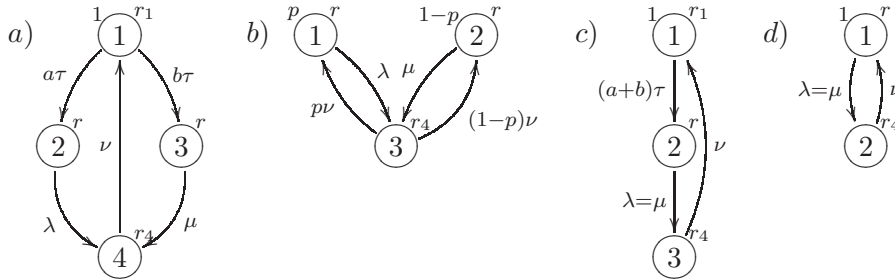 a) 1 1 r₁ aτ bτ 2 r 3 r ν λ μ 4 r₄
b) p 1 r 1−p 2 r λ μ pν (1−p)ν 3 r₄
c) 1 1 r₁ (a+b)τ 2 r λ=μ ν 3 r₄
d) 1 1 r λ=μ 2 r₄